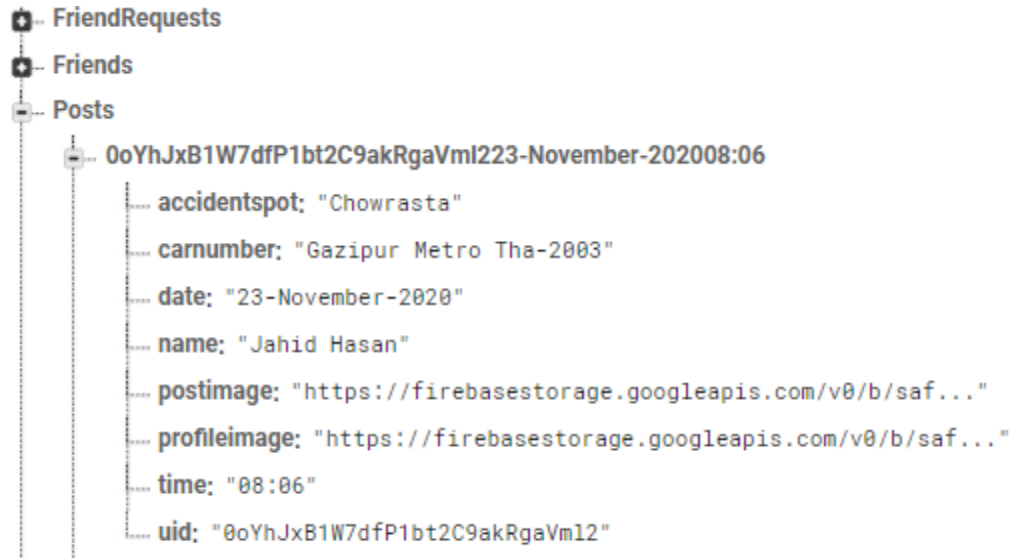 FriendRequests
Friends
Posts
0oYhJxB1W7dfP1bt2C9akRgaVml223-November-202008:06
accidentspot: "Chowrasta"
carnumber: "Gazipur Metro Tha-2003"
date: "23-November-2020"
name: "Jahid Hasan"
postimage: "https://firebasestorage.googleapis.com/v0/b/saf..."
profileimage: "https://firebasestorage.googleapis.com/v0/b/saf..."
time: "08:06"
uid: "0oYhJxB1W7dfP1bt2C9akRgaVml2"